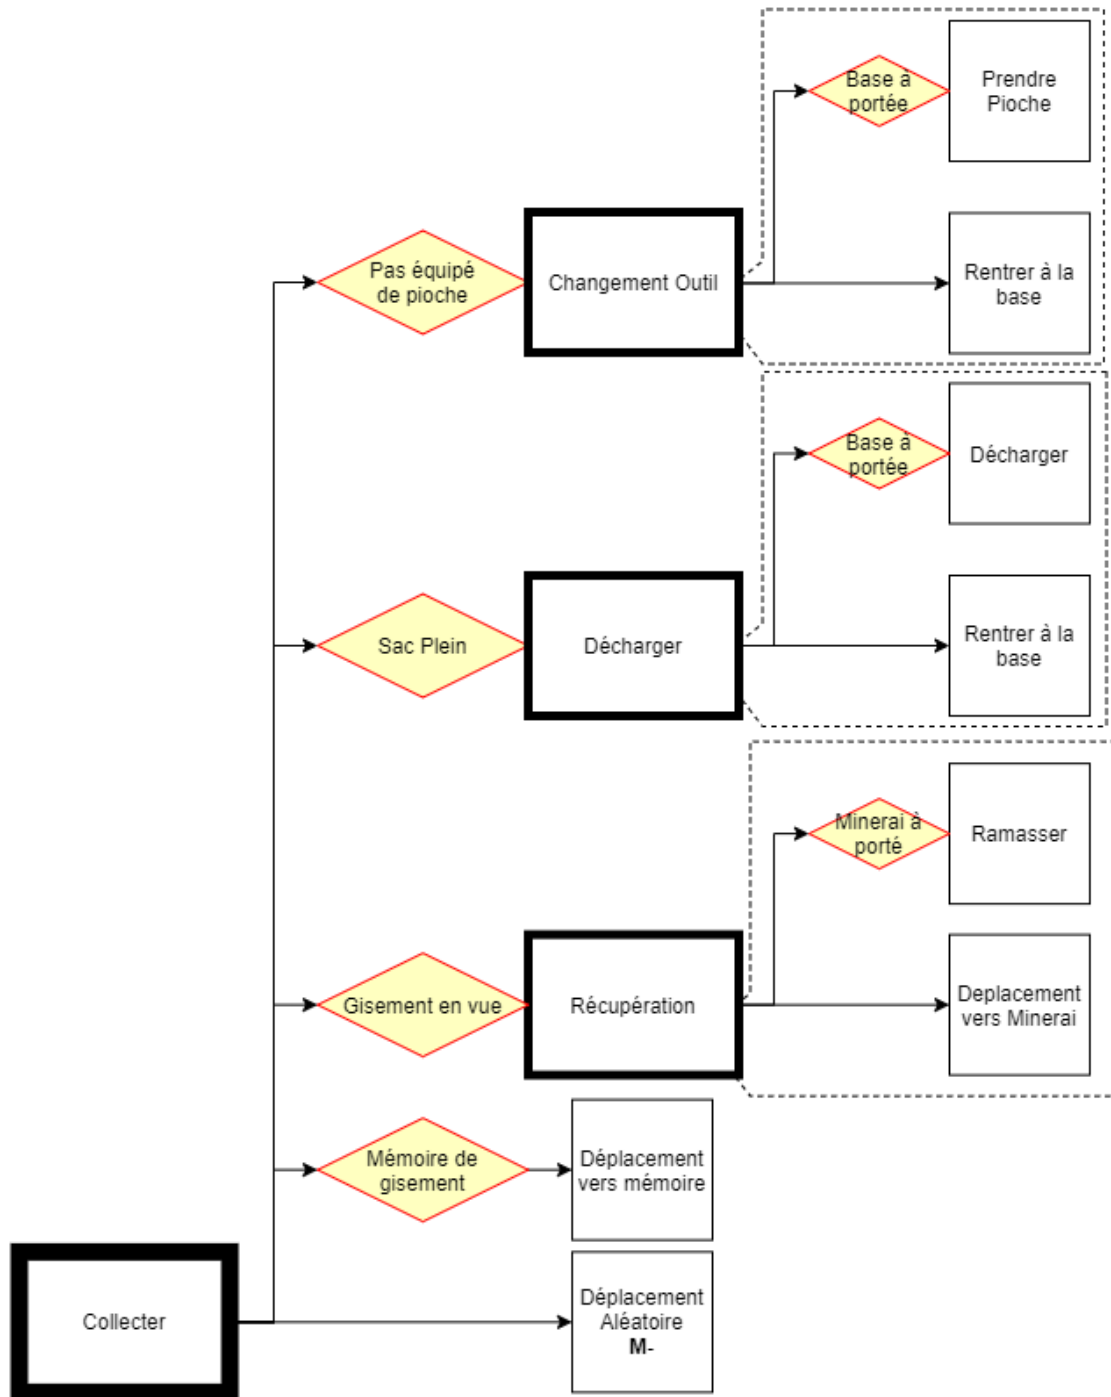 Base à
portée
Prendre
Pioche
Pas équipé
de pioche
Changement Outil
Rentrer à la
base
Base à
portée
Décharger
Sac Plein
Décharger
Rentrer à la
base
Minerai à
porté
Ramasser
Gisement en vue
Récupération
Deplacement
vers Minerai
Mémoire de
gisement
Déplacement
vers mémoire
Collecter
Déplacement
Aléatoire
M-